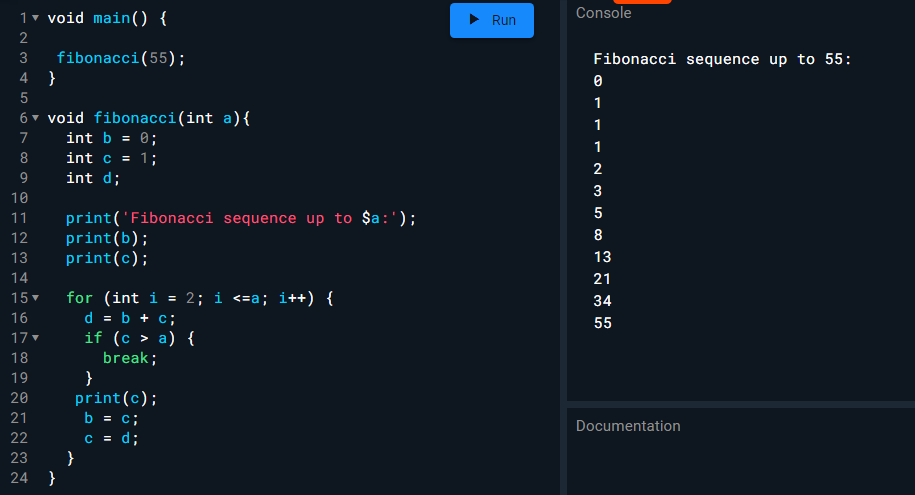 1 void main() {
2
3 fibonacci(55);
4 }
5
6 void fibonacci(int a){
7 int b = 0;
8 int c = 1;
9 int d;
10
11 print('Fibonacci sequence up to $a:');
12 print(b);
13 print(c);
14
15 for (int i = 2; i <=a; i++) {
16 d = b + c;
17 if (c > a) {
18 break;
19 }
20 print(c);
21 b = c;
22 c = d;
23 }
24 }
Run
Console
Fibonacci sequence up to 55:
0
1
1
1
2
3
5
8
13
21
34
55
Documentation